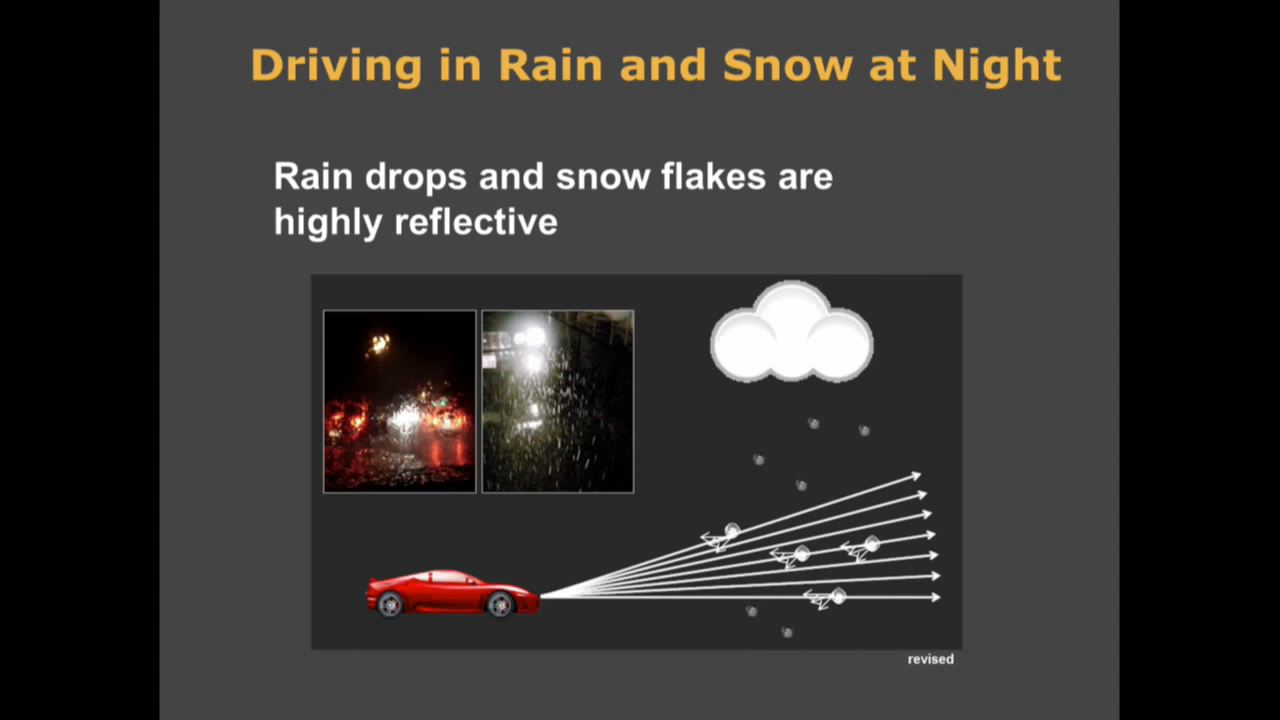 Driving in Rain and Snow at Night
Rain drops and snow flakes are
highly reflective
revised